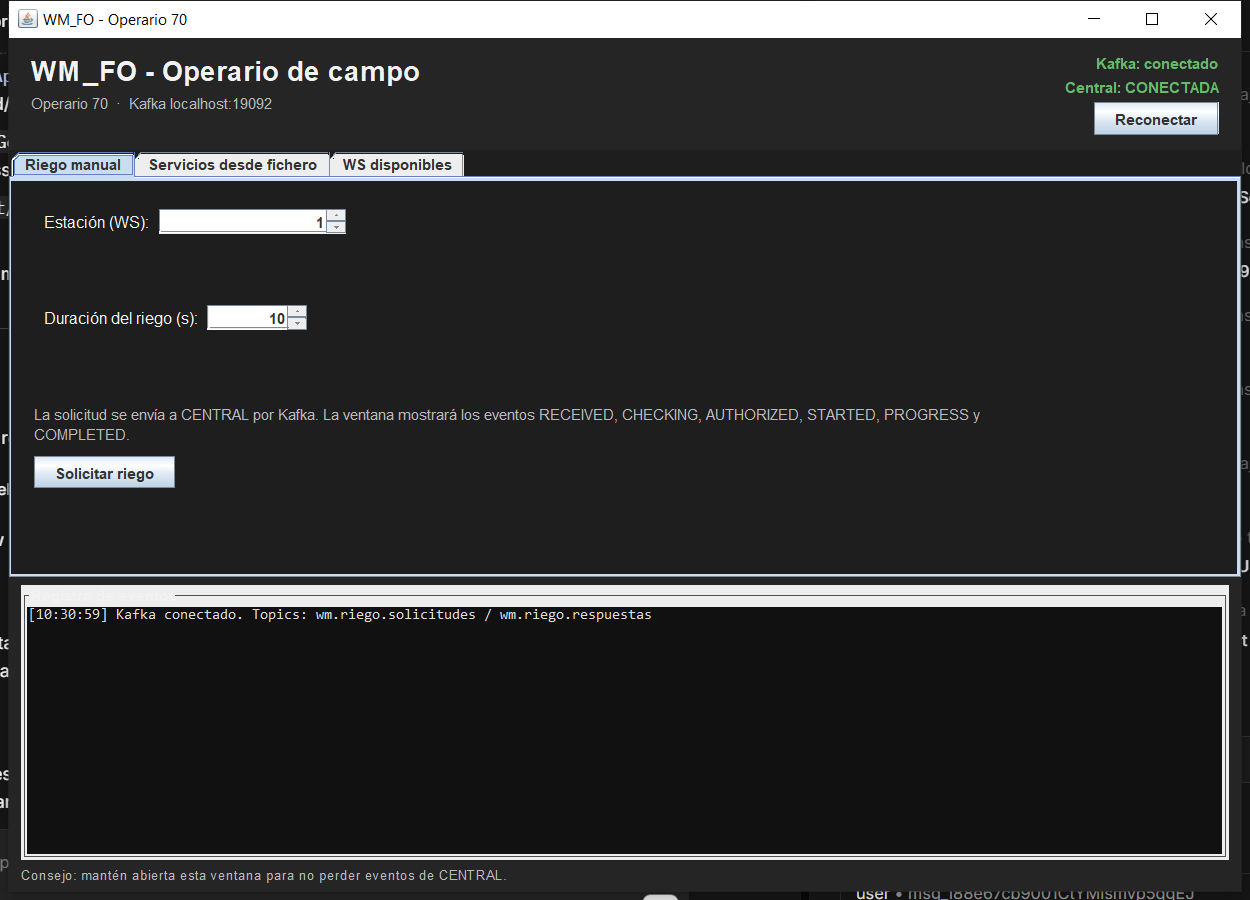 WM_FO - Operario 70
WM_FO - Operario de campo
Operario 70 · Kafka localhost:19092
Kafka: conectado
Central: CONECTADA
Reconectar
Riego manual
Servicios desde fichero
WS disponibles
Estación (WS):
1
Duración del riego (s):
10
La solicitud se envía a CENTRAL por Kafka. La ventana mostrará los eventos RECEIVED, CHECKING, AUTHORIZED, STARTED, PROGRESS y
COMPLETED.
Solicitar riego
[10:30:59] Kafka conectado. Topics: wm.riego.solicitudes / wm.riego.respuestas
Consejo: mantén abierta esta ventana para no perder eventos de CENTRAL.
user •